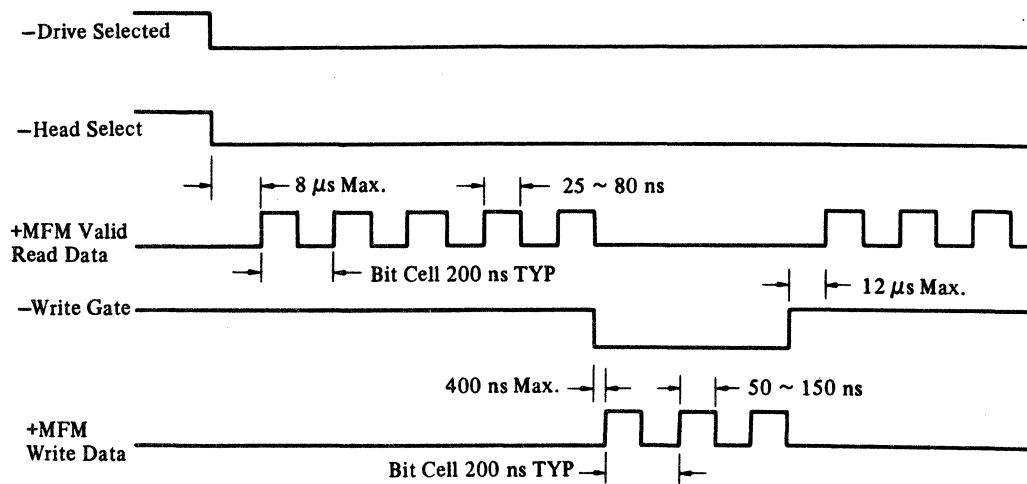 −Drive Selected
−Head Select
8 μs Max.
25 ~ 80 ns
+MFM Valid
Read Data
Bit Cell 200 ns TYP
12 μs Max.
−Write Gate
400 ns Max.
50 ~ 150 ns
+MFM
Write Data
Bit Cell 200 ns TYP